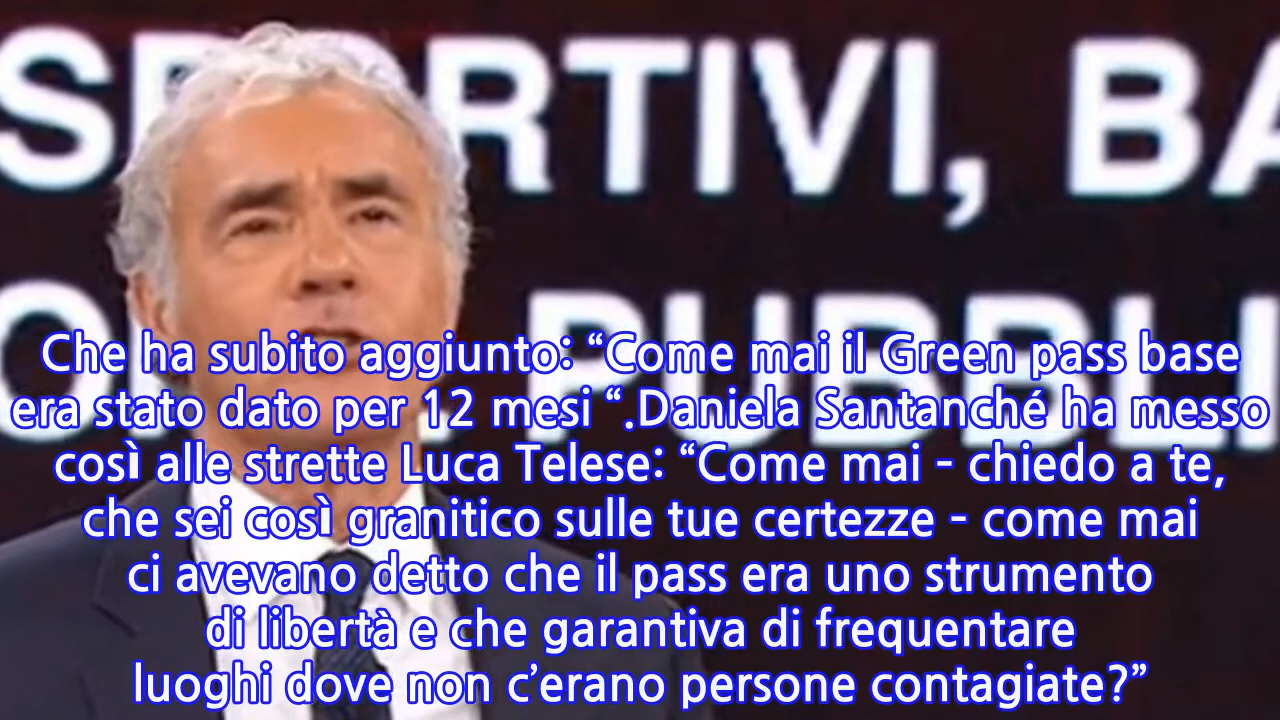 SPORTIVI, BA
PUBBLI
Che ha subito aggiunto: “Come mai il Green pass base
era stato dato per 12 mesi “.Daniela Santanché ha messo
così alle strette Luca Telese: “Come mai - chiedo a te,
che sei così granitico sulle tue certezze - come mai
ci avevano detto che il pass era uno strumento
di libertà e che garantiva di frequentare
luoghi dove non c’erano persone contagiate?”